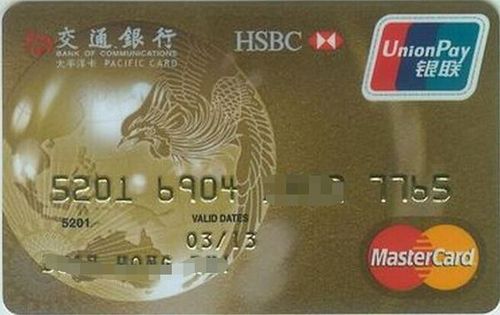 交通銀行
BANK OF COMMUNICATIONS
太平洋卡 PACIFIC CARD
HSBC
UnionPay
银联
5201 6904 7765
5201
VALID DATES
03/13
MasterCard